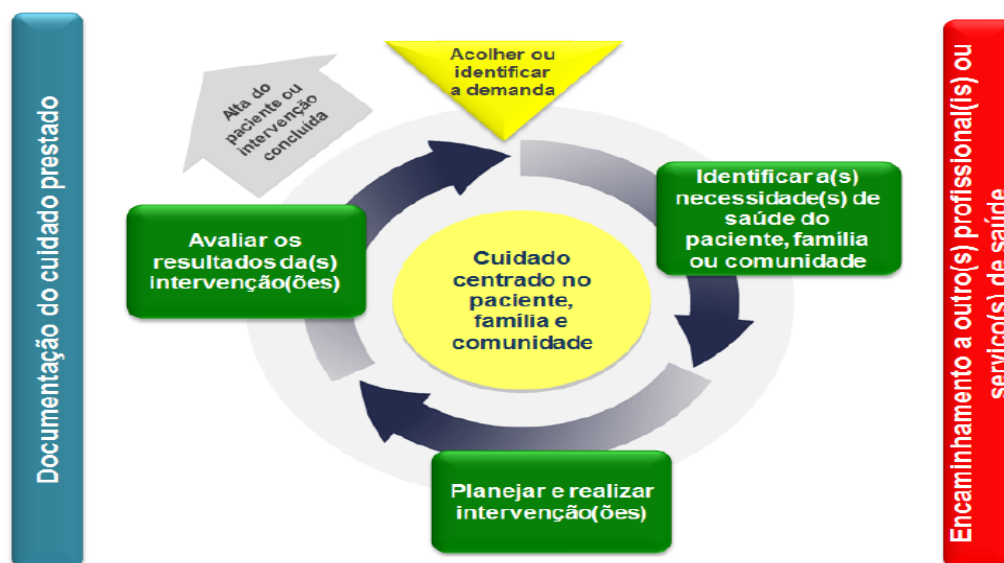 Documentação do cuidado prestado
Alta do
paciente ou
intervenção
concluída
Acolher ou
identificar
a demanda
Identificar a(s)
necessidade(s) de
saúde do
paciente, família
ou comunidade
Avaliar os
resultados da(s)
intervenção(ões)
Cuidado
centrado no
paciente,
família e
comunidade
Planejar e realizar
intervenção(ões)
Encaminhamento a outro(s) profissional(is) ou
serviço(s) de saúde